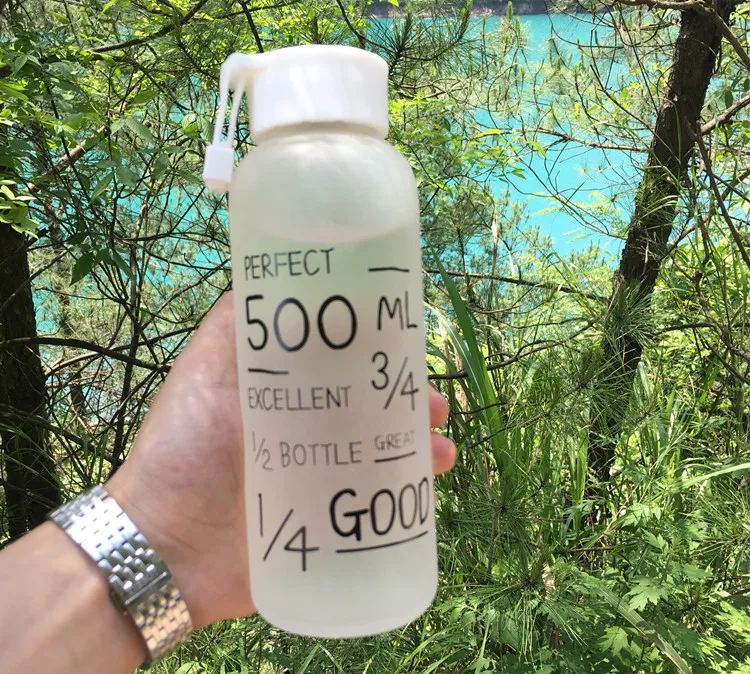 PERFECT
500 ML
EXCELLENT 3/4
1/2 BOTTLE GREAT
1/4 GOOD